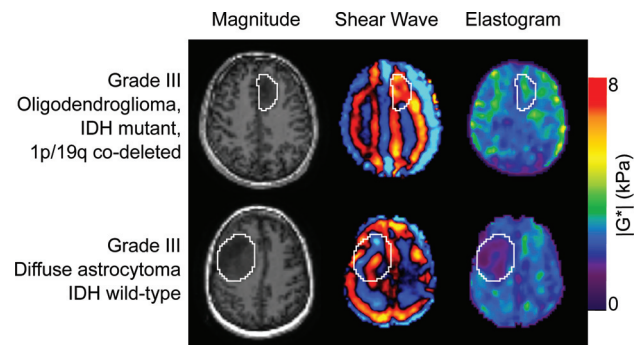 Magnitude Shear Wave Elastogram
Grade III
Oligodendroglioma,
IDH mutant,
1p/19q co-deleted
8
|G*| (kPa)
0
Grade III
Diffuse astrocytoma
IDH wild-type